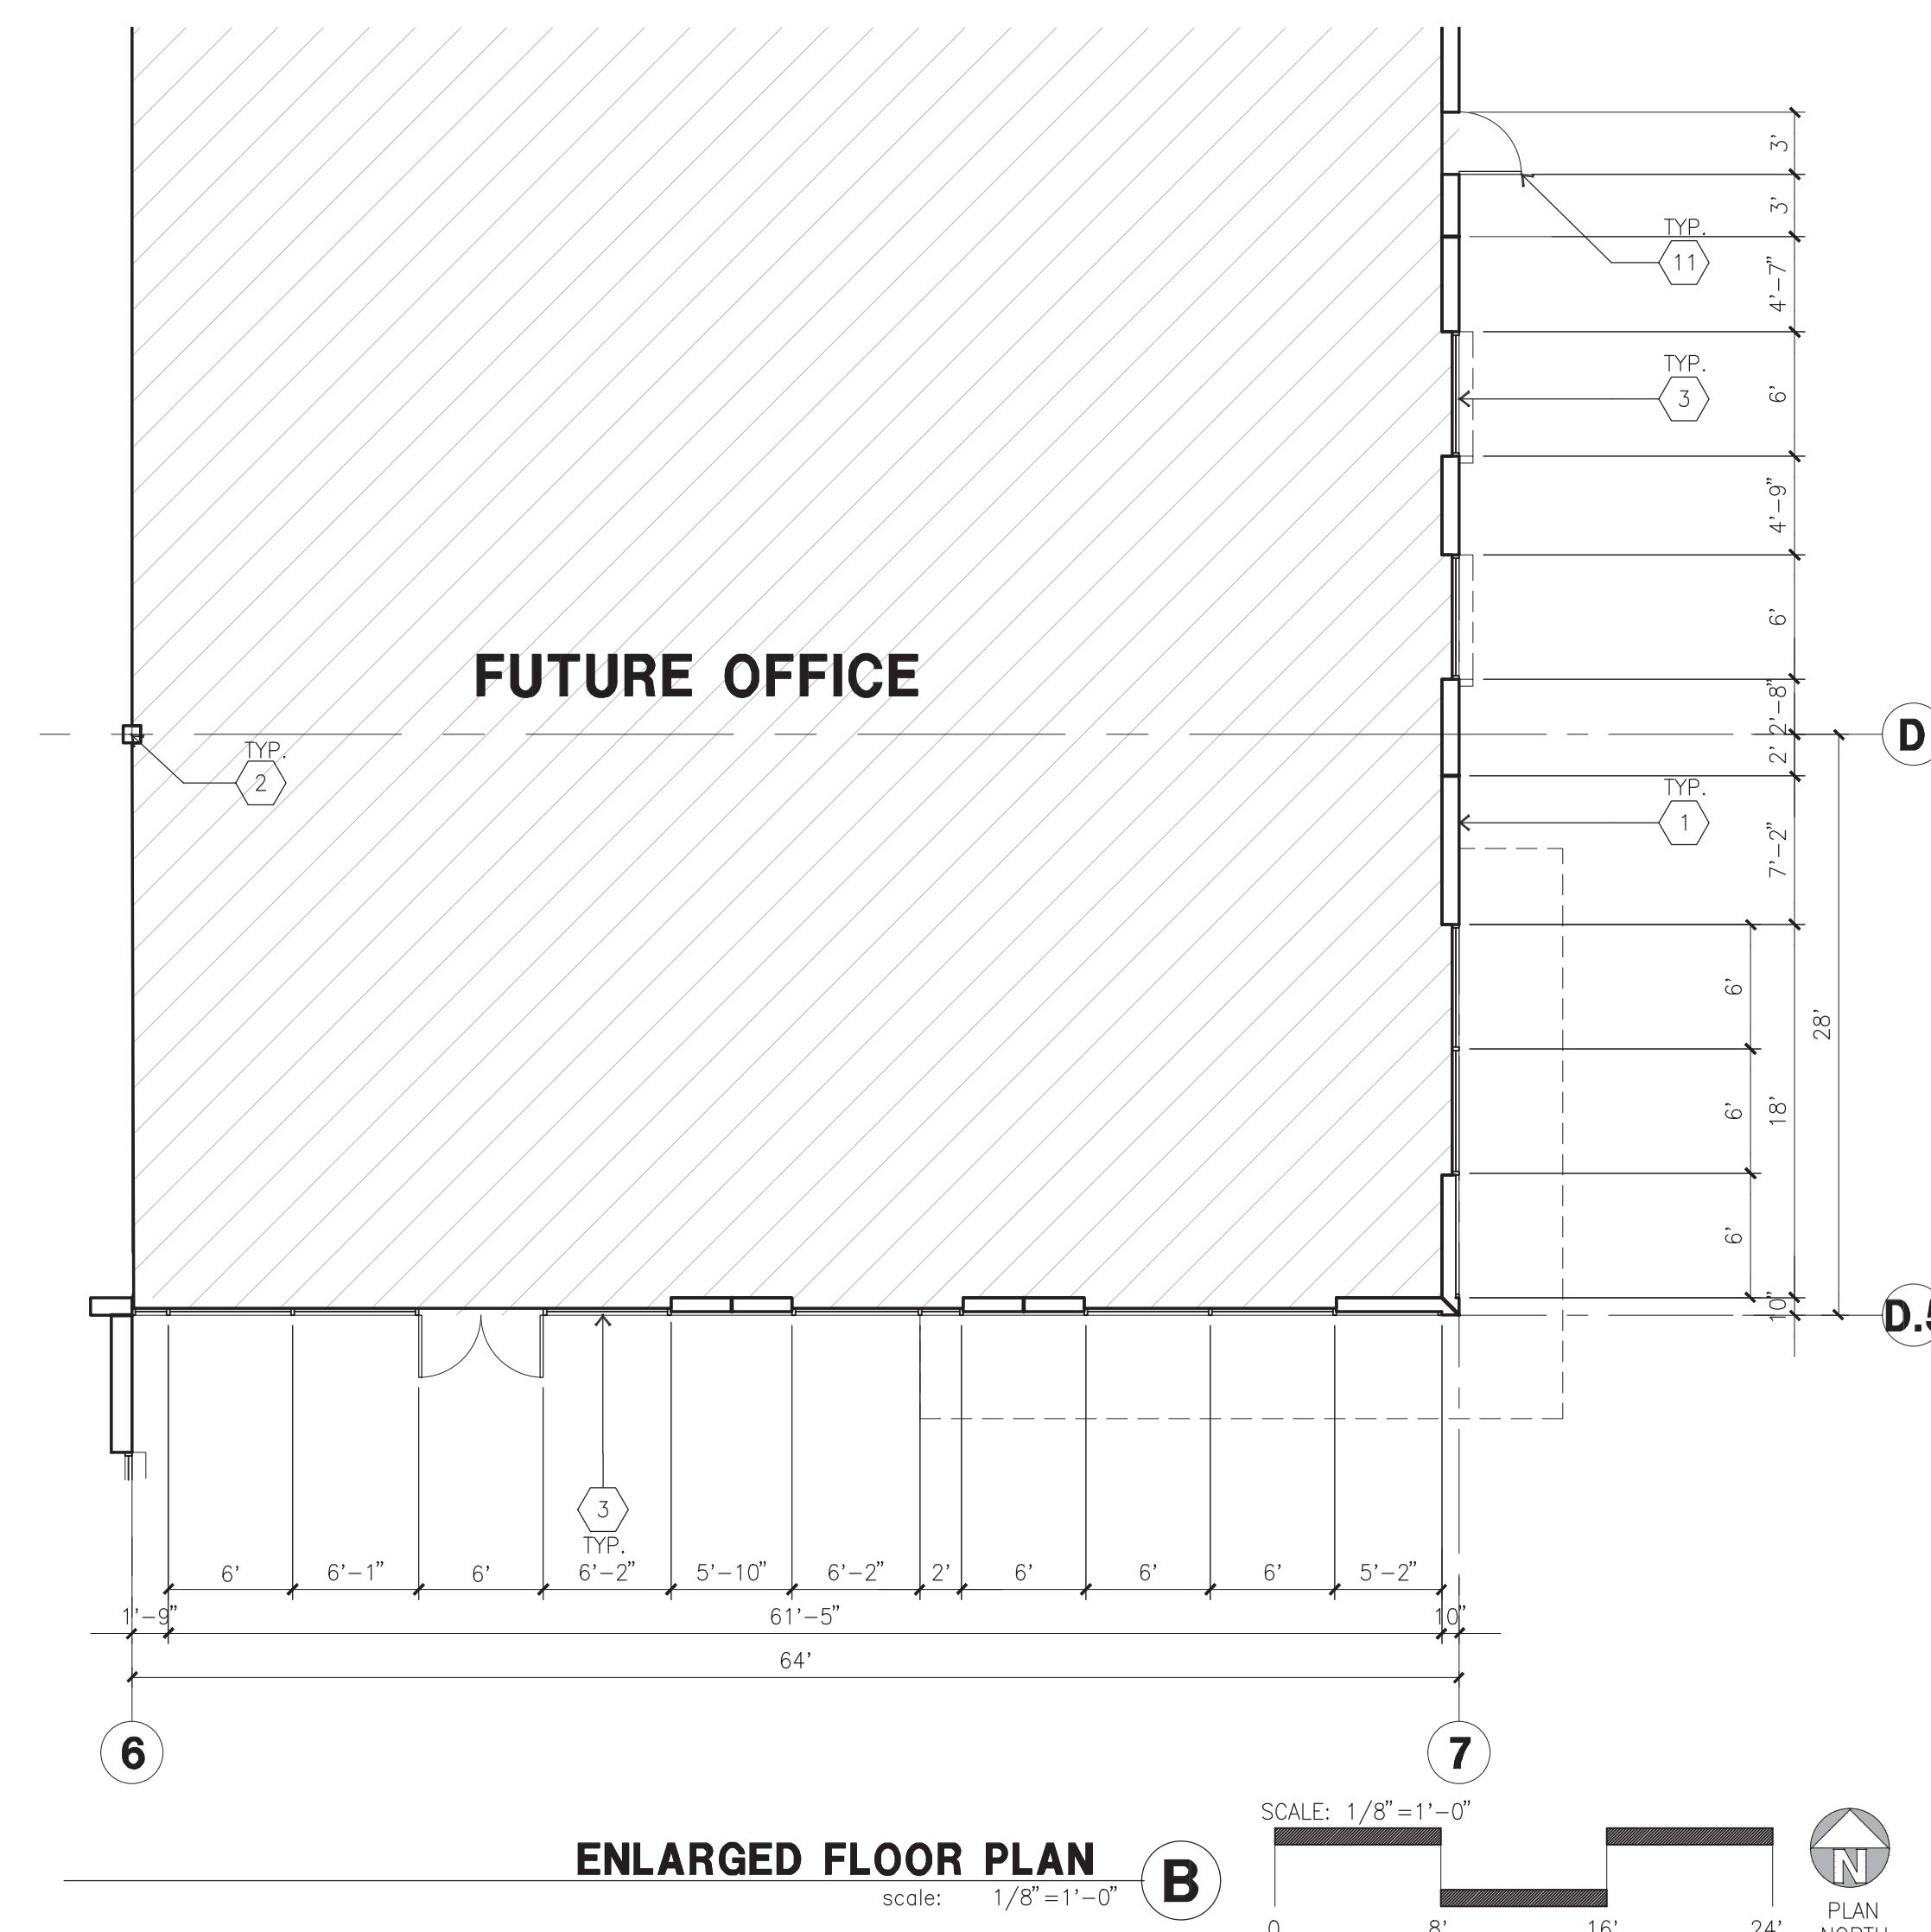 3'
3'
TYP.
11
4'-7"
TYP.
3
6'
4'-9"
6'
FUTURE OFFICE
2'-8"
D
TYP.
2
2'
TYP.
1
7'-2"
6'
28'
6'
18'
6'
10"
D.5
3
TYP.
6'
6'-1"
6'
6'-2"
5'-10"
6'-2"
2'
6'
6'
6'
5'-2"
1'-9"
61'-5"
10"
64'
6
7
SCALE: 1/8"=1'-0"
ENLARGED FLOOR PLAN
B
scale: 1/8"=1'-0"
N
PLAN
NORTH
0 8' 16' 24'